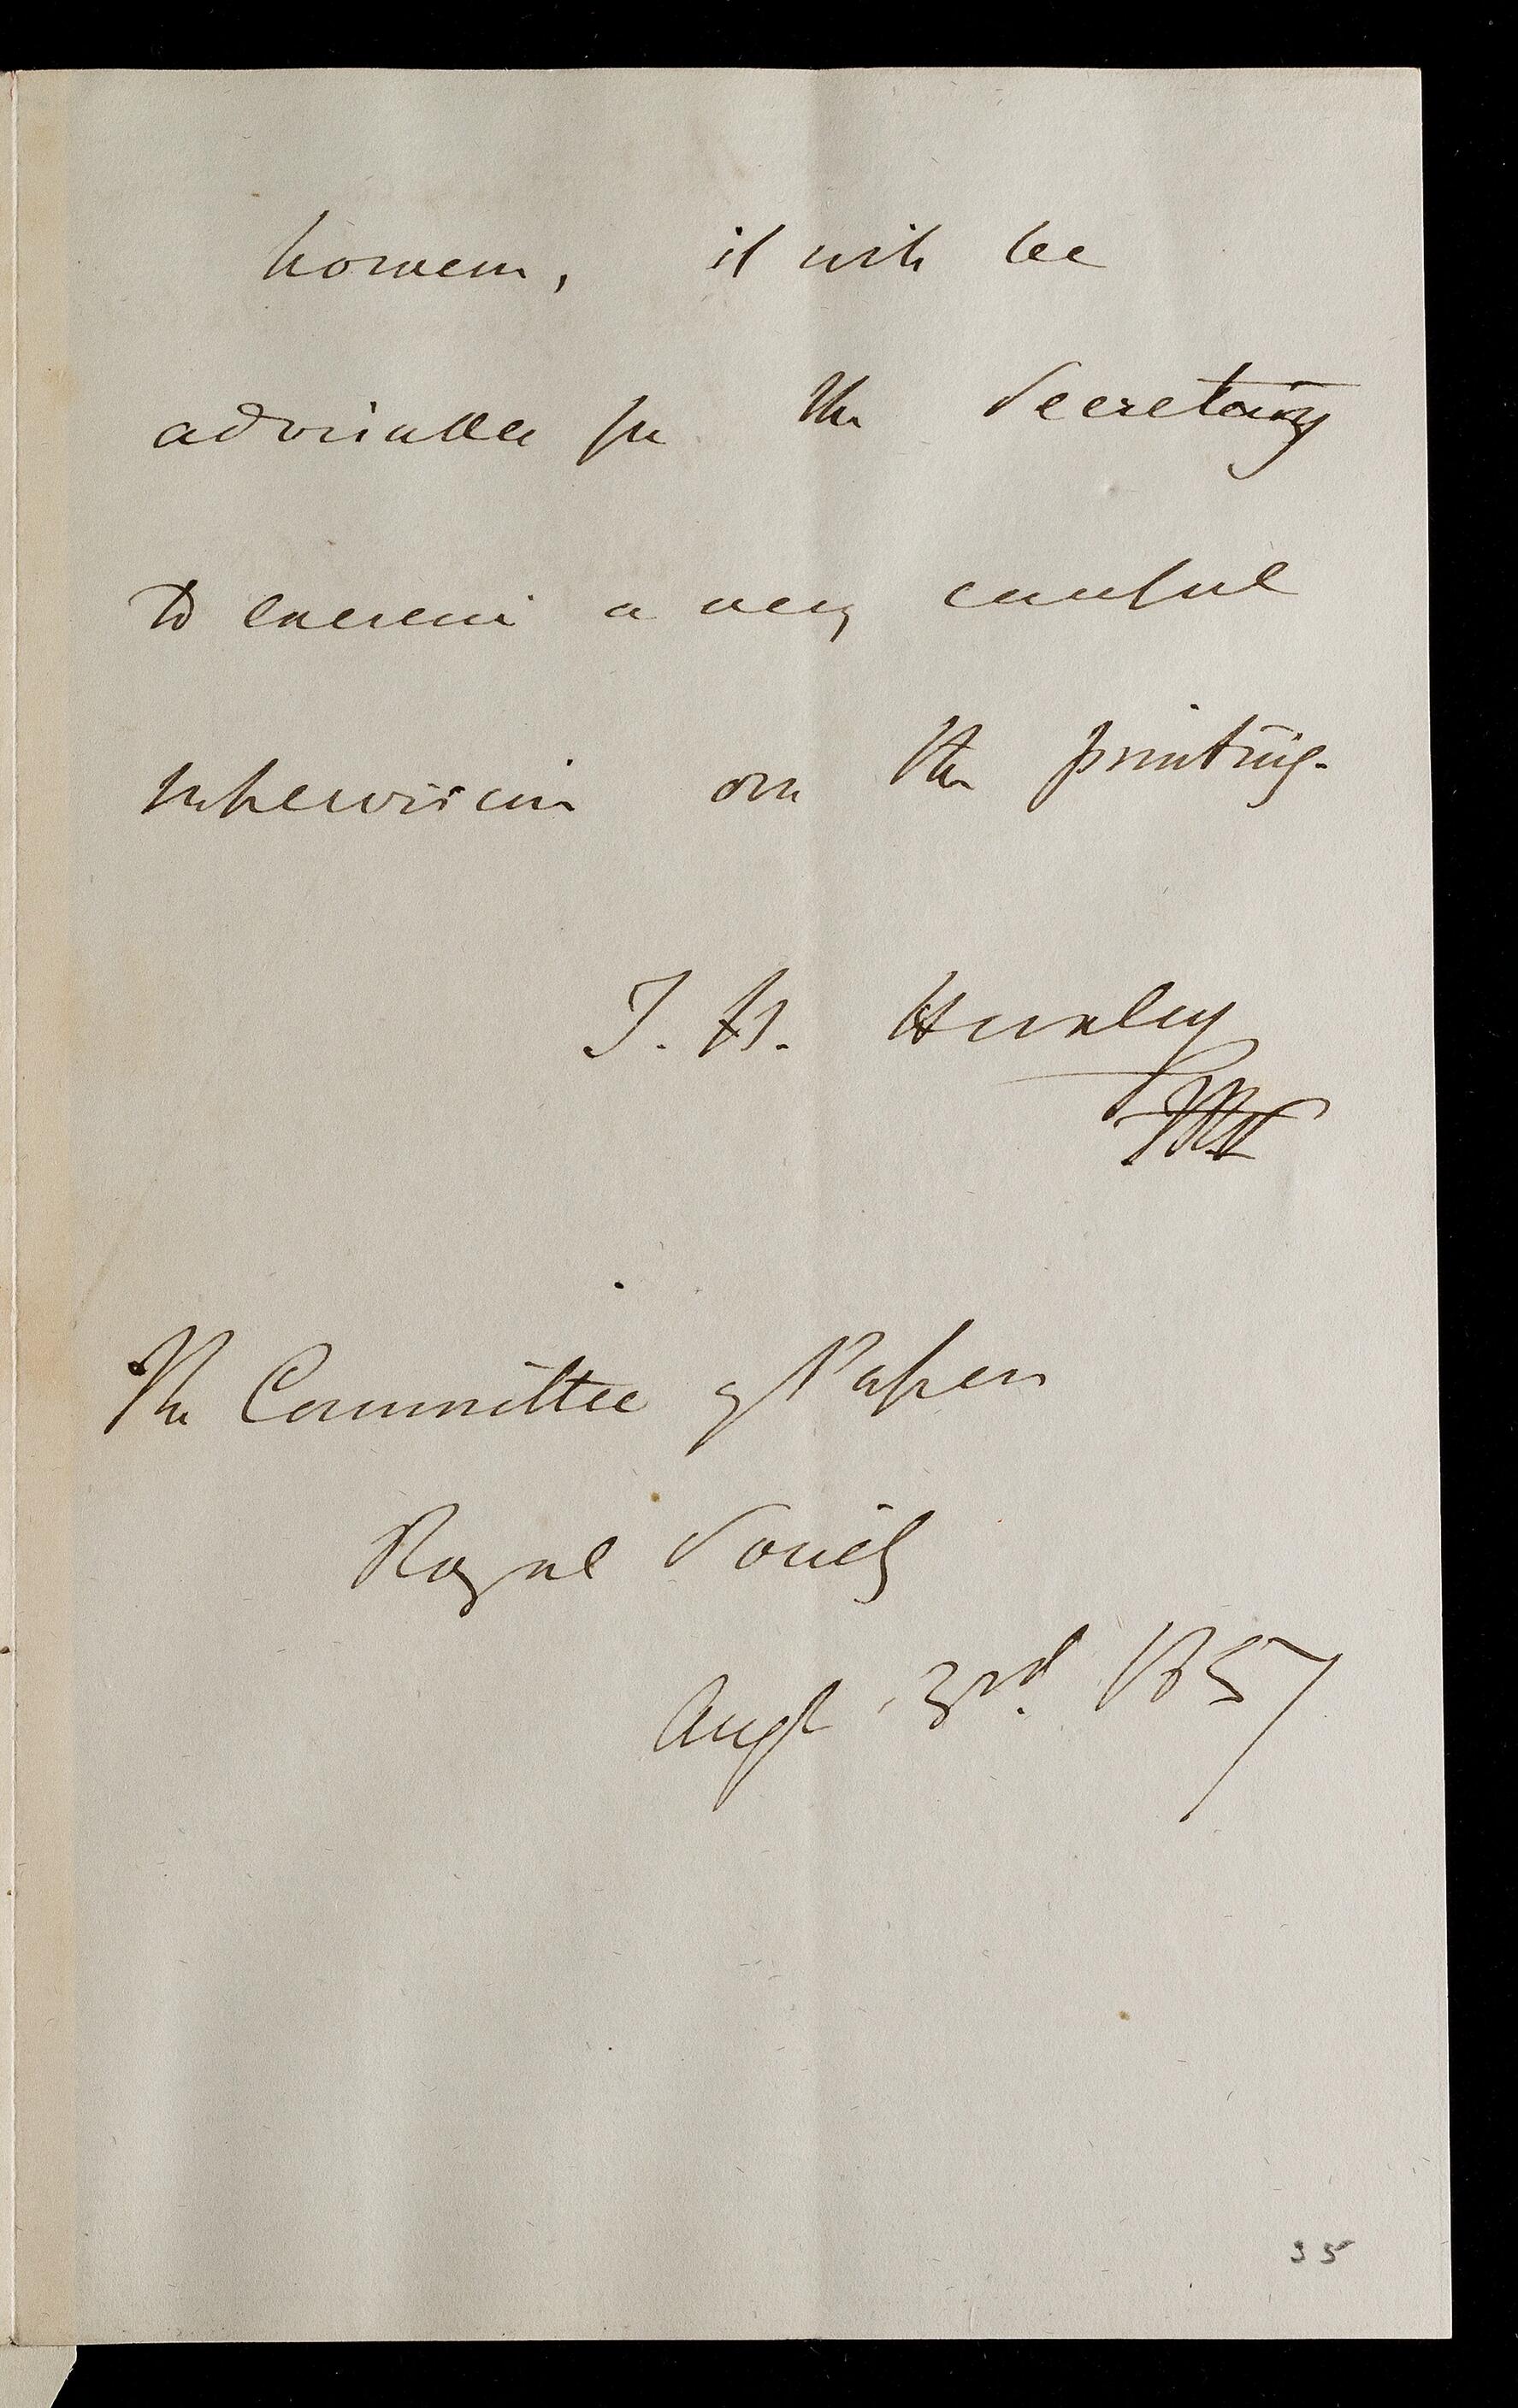 however, it will be
advisable for the Secretary
to exercise a very careful
supervision over the printing.
T. H. Huxley
The Committee of Papers
Royal Society
Augt 3rd. 1857
35